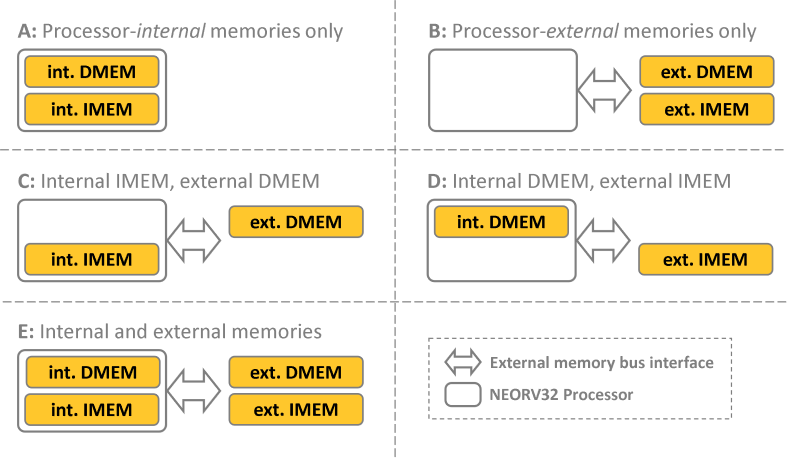 A: Processor-internal memories only
int. DMEM
int. IMEM
B: Processor-external memories only
ext. DMEM
ext. IMEM
C: Internal IMEM, external DMEM
ext. DMEM
int. IMEM
D: Internal DMEM, external IMEM
int. DMEM
ext. IMEM
E: Internal and external memories
int. DMEM
ext. DMEM
int. IMEM
ext. IMEM
External memory bus interface
NEORV32 Processor